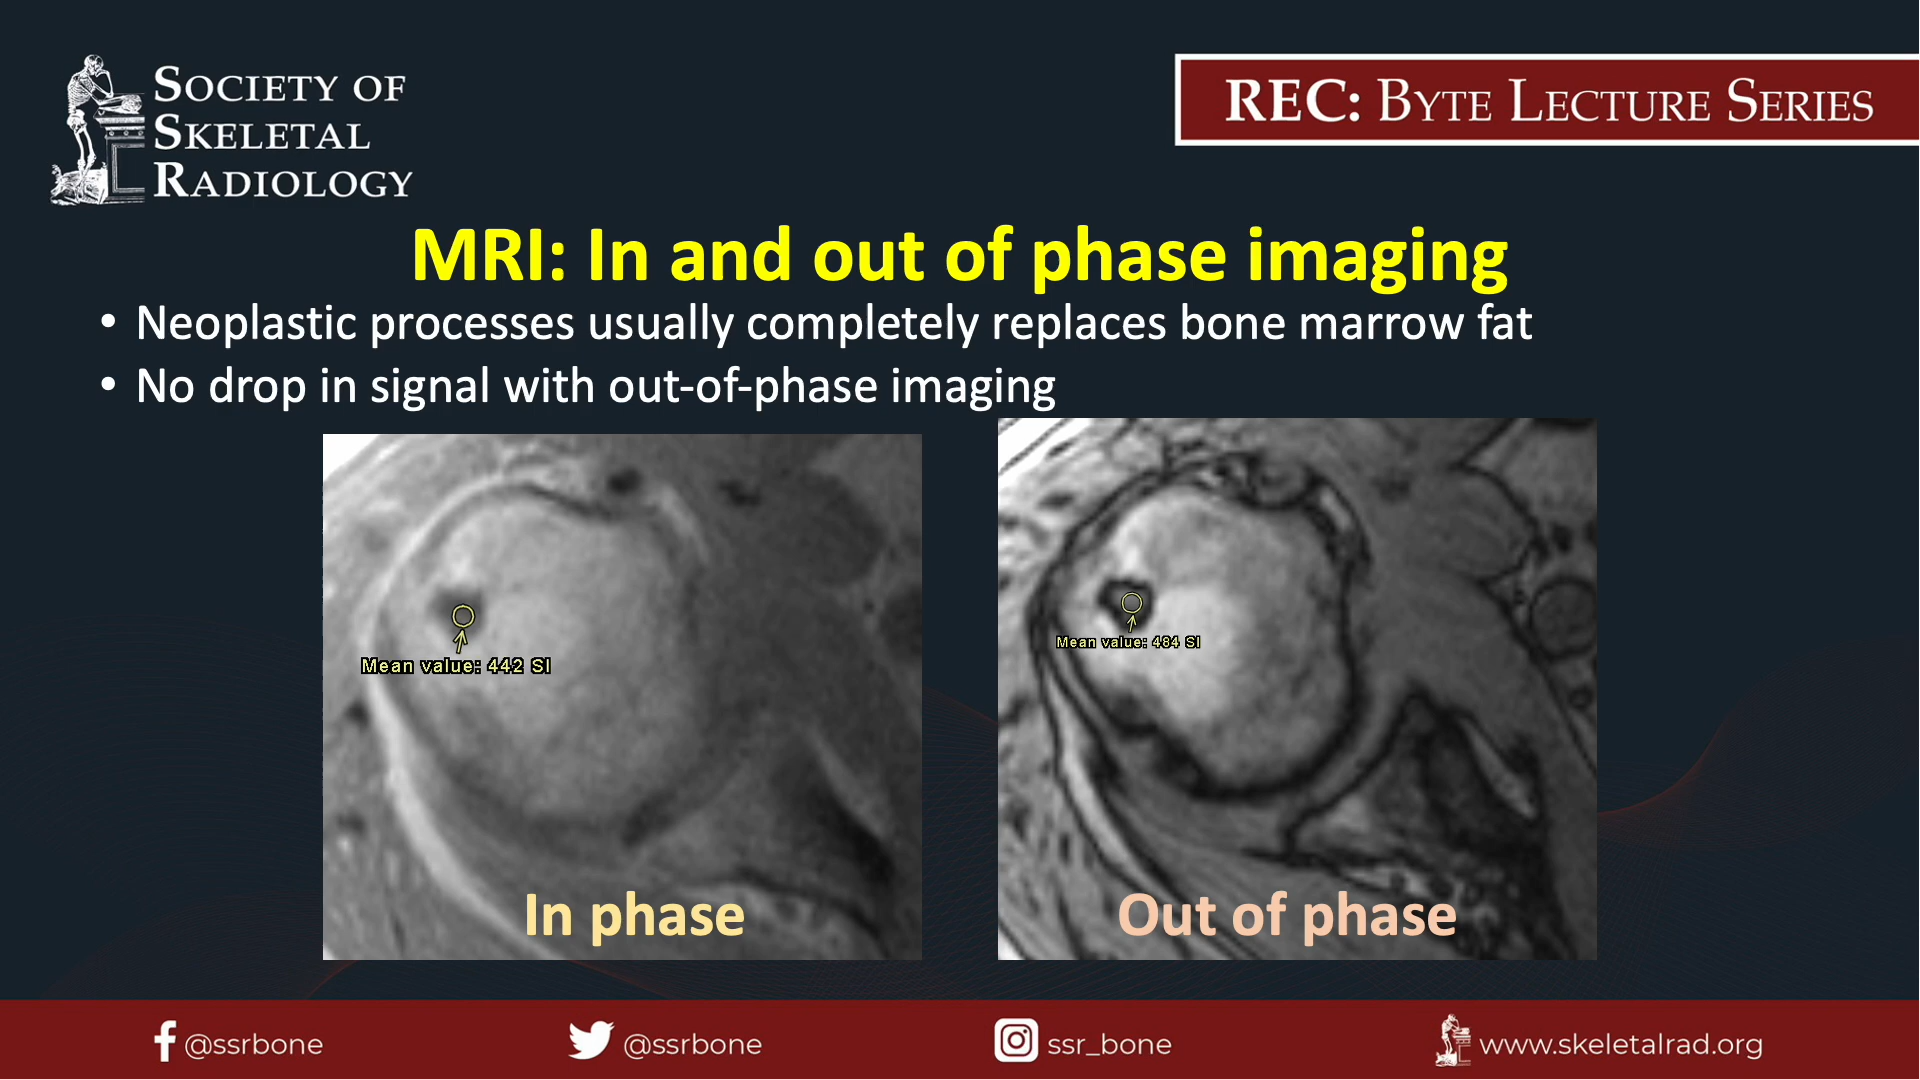 SOCIETY OF
SKELETAL
RADIOLOGY
REC: BYTE LECTURE SERIES
MRI: In and out of phase imaging
• Neoplastic processes usually completely replaces bone marrow fat
• No drop in signal with out-of-phase imaging
Mean value: 442 SI
Mean value: 484 SI
In phase
Out of phase
@ssrbone
@ssrbone
ssr_bone
www.skeletalrad.org